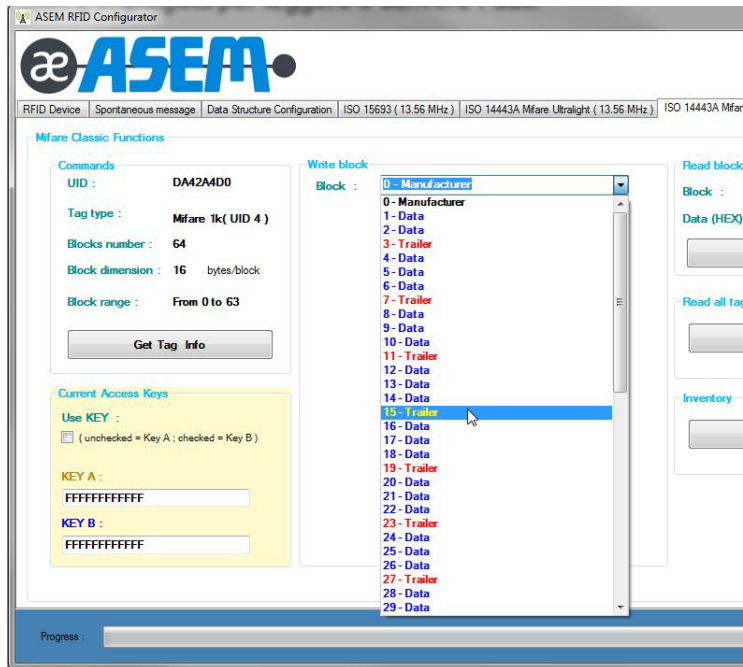 ASEM RFID Configurator
æ ASEM
RFID Device
Spontaneous message
Data Structure Configuration
ISO 15693 ( 13.56 MHz )
ISO 14443A Mifare Ultralight ( 13.56 MHz )
ISO 14443A Mifar
Mifare Classic Functions
Commands
UID : DA42A4D0
Tag type : Mifare 1k( UID 4 )
Blocks number : 64
Block dimension : 16 bytes/block
Block range : From 0 to 63
Get Tag Info
Current Access Keys
Use KEY :
( unchecked = Key A ; checked = Key B )
KEY A :
FFFFFFFFFFFF
KEY B :
FFFFFFFFFFFF
Write block
Block : 0 - Manufacturer
0 - Manufacturer
1 - Data
2 - Data
3 - Trailer
4 - Data
5 - Data
6 - Data
7 - Trailer
8 - Data
9 - Data
10 - Data
11 - Trailer
12 - Data
13 - Data
14 - Data
15 - Trailer
16 - Data
17 - Data
18 - Data
19 - Trailer
20 - Data
21 - Data
22 - Data
23 - Trailer
24 - Data
25 - Data
26 - Data
27 - Trailer
28 - Data
29 - Data
Read block
Block :
Data (HEX)
Read all tag
Inventory
Progress :